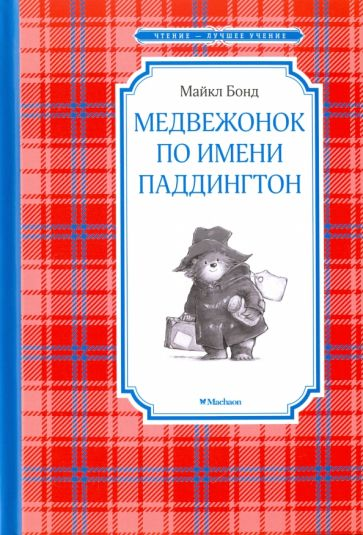 ЧТЕНИЕ — ЛУЧШЕЕ УЧЕНИЕ
Майкл Бонд
МЕДВЕЖОНОК
ПО ИМЕНИ
ПАДДИНГТОН
Machaon